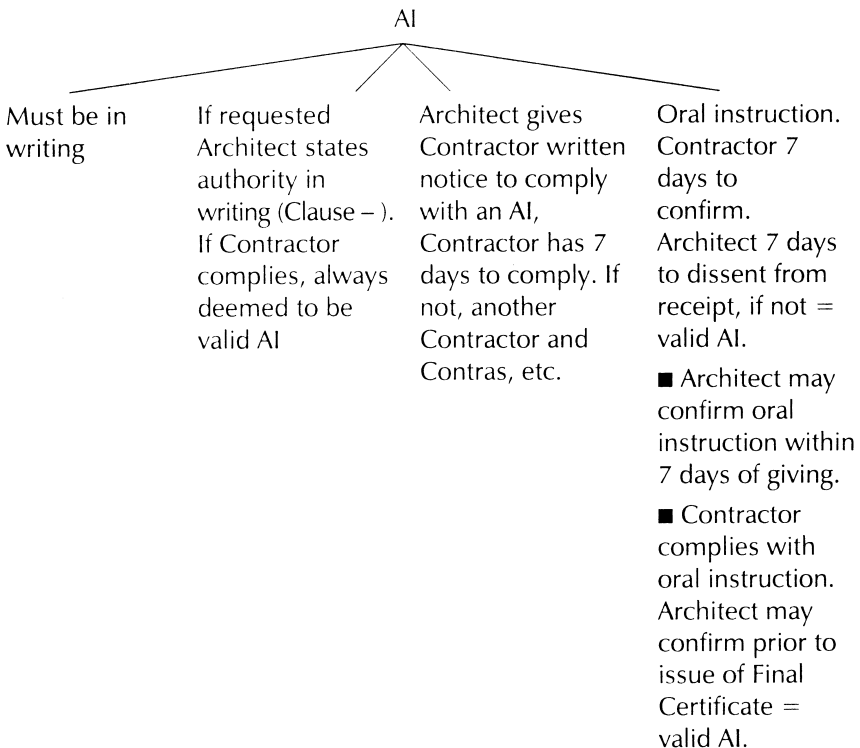 AI
Must be in
writing
If requested
Architect states
authority in
writing (Clause – ).
If Contractor
complies, always
deemed to be
valid AI
Architect gives
Contractor written
notice to comply
with an AI,
Contractor has 7
days to comply. If
not, another
Contractor and
Contras, etc.
Oral instruction.
Contractor 7
days to
confirm.
Architect 7 days
to dissent from
receipt, if not =
valid AI.
■ Architect may
confirm oral
instruction within
7 days of giving.
■ Contractor
complies with
oral instruction.
Architect may
confirm prior to
issue of Final
Certificate =
valid AI.